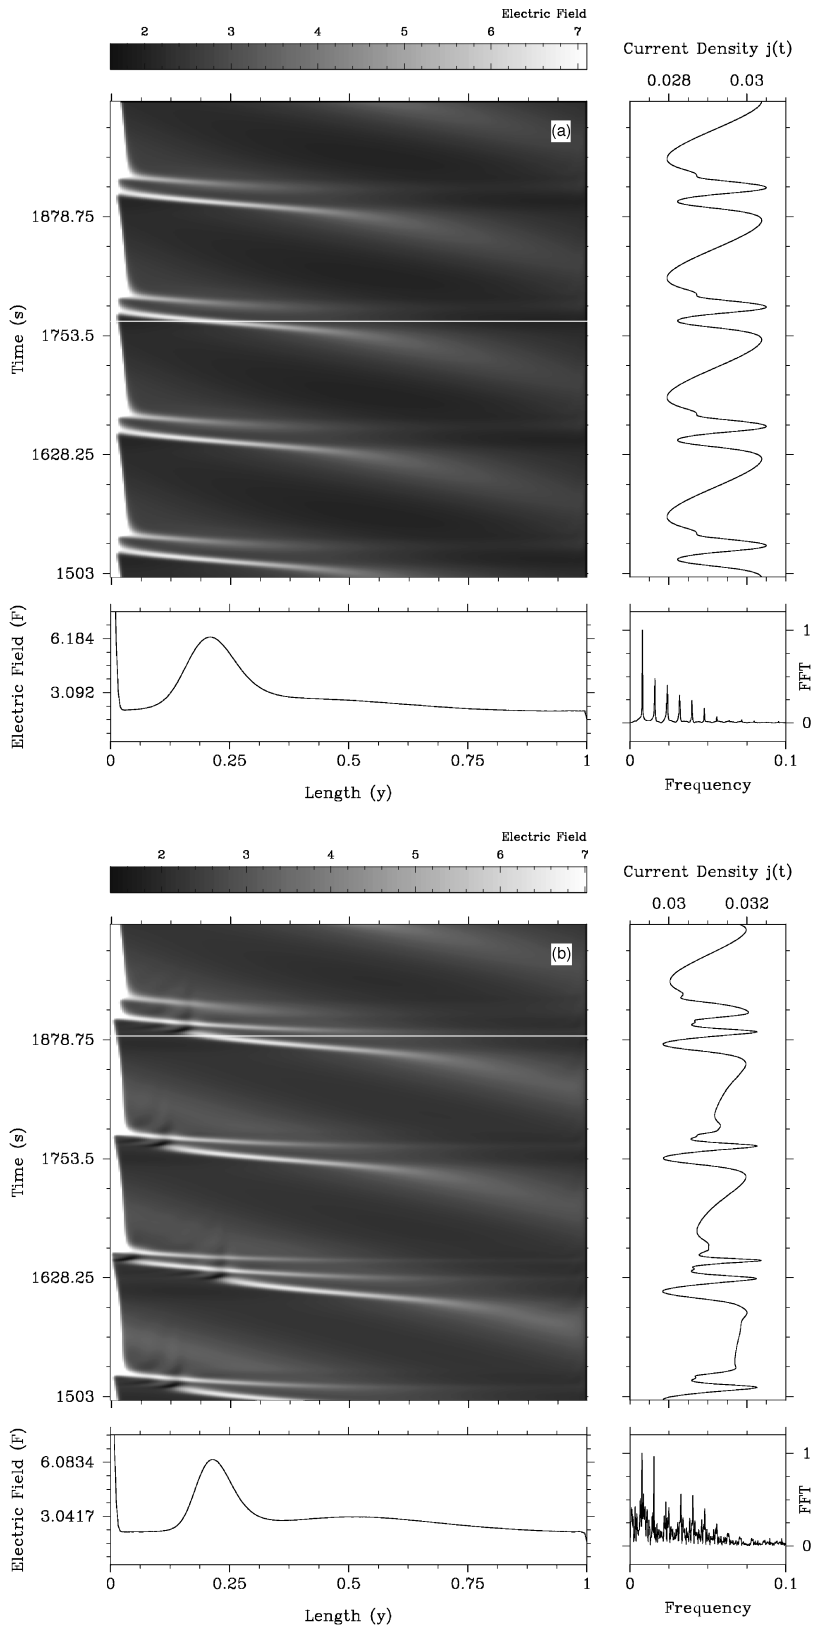 Electric Field
2 3 4 5 6 7
Current Density j(t)
0.028 0.03
(a)
1878.75
1753.5
1628.25
1503
Time (s)
6.184
3.092
Electric Field (F)
0 0.25 0.5 0.75 1
Length (y)
1
0
FFT
0 0.1
Frequency
Electric Field
2 3 4 5 6 7
Current Density j(t)
0.03 0.032
(b)
1878.75
1753.5
1628.25
1503
Time (s)
6.0834
3.0417
Electric Field (F)
0 0.25 0.5 0.75 1
Length (y)
1
0
FFT
0 0.1
Frequency